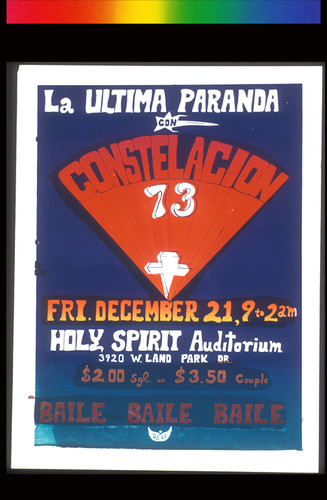 La ULTIMA PARANDA
CON
CONSTELACION
73
FRI. DECEMBER 21, 9 to 2am
HOLY SPIRIT Auditorium
3920 W. LAND PARK DR.
$2.00 Sgl. or $3.50 Couple
BAILE BAILE BAILE